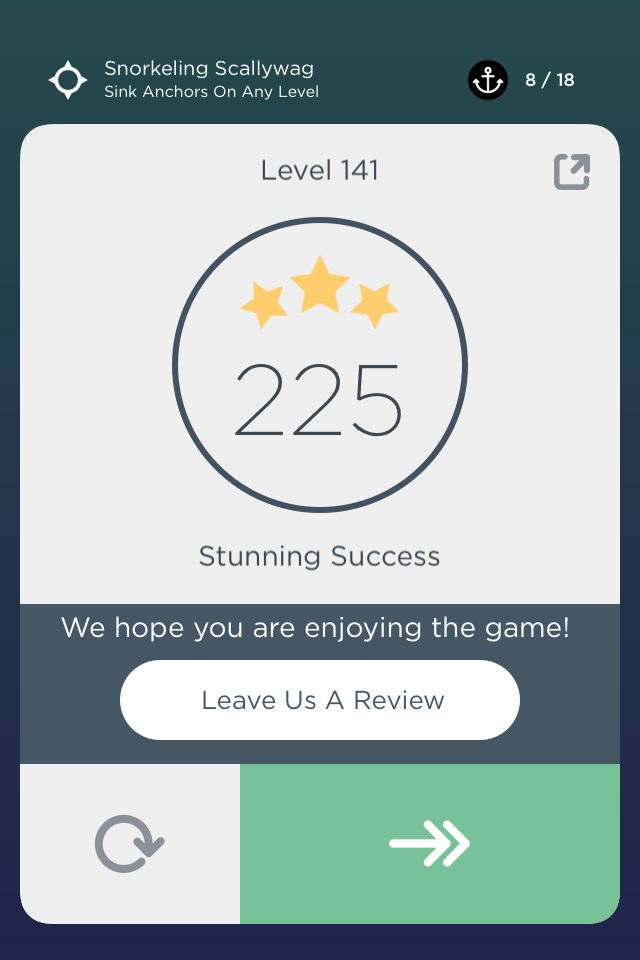 Snorkeling Scallywag
Sink Anchors On Any Level
8 / 18
Level 141
225
Stunning Success
We hope you are enjoying the game!
Leave Us A Review